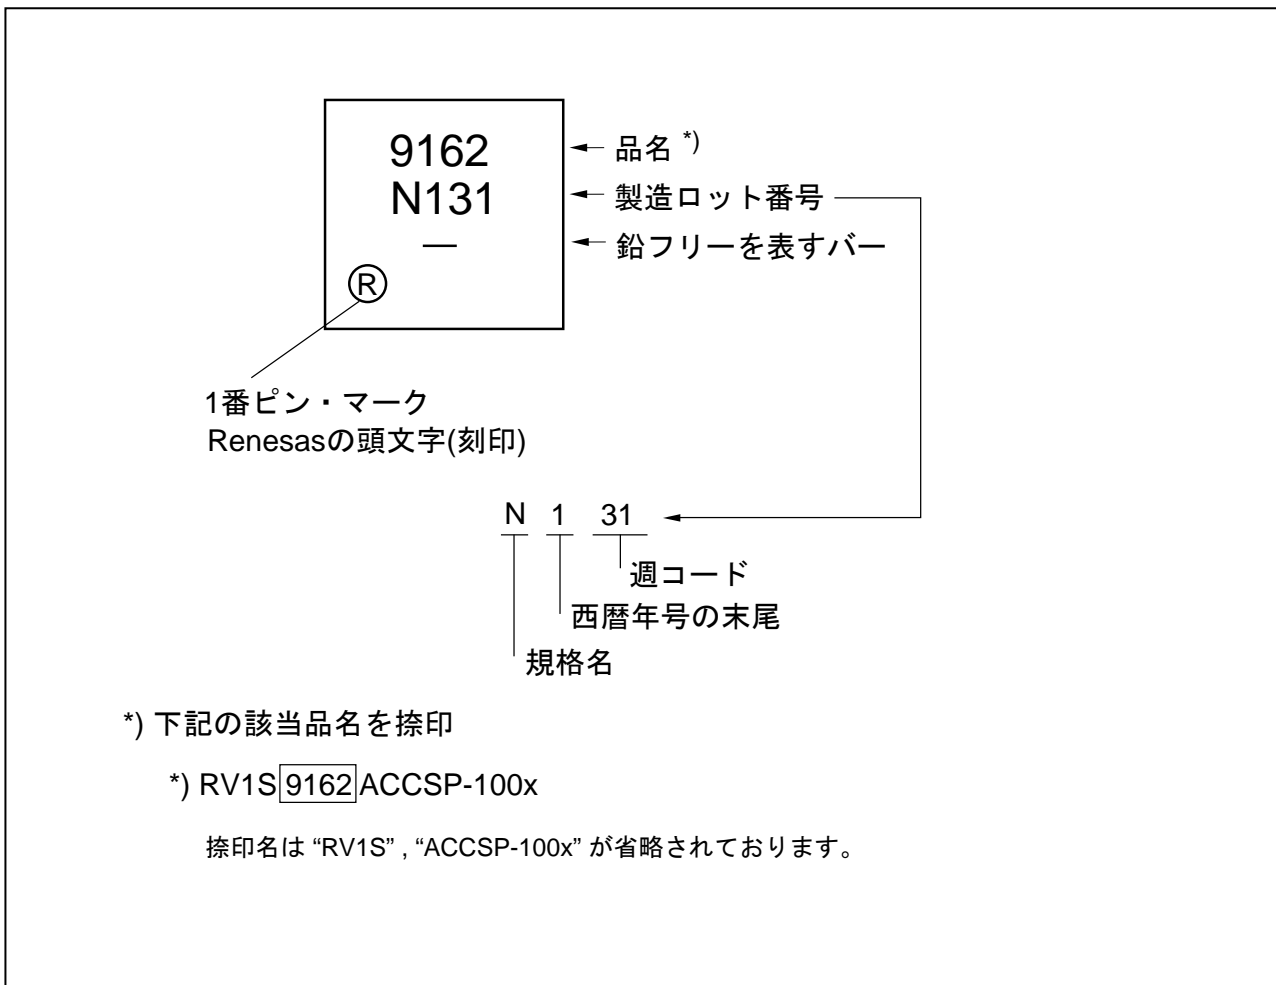 9162
N131
—
R
品名 *)
製造ロット番号
鉛フリーを表すバー
1番ピン・マーク
Renesasの頭文字(刻印)
N 1 31
週コード
西暦年号の末尾
規格名
*) 下記の該当品名を捺印
*) RV1S9162ACCSP-100x
捺印名は “RV1S” , “ACCSP-100x” が省略されております。